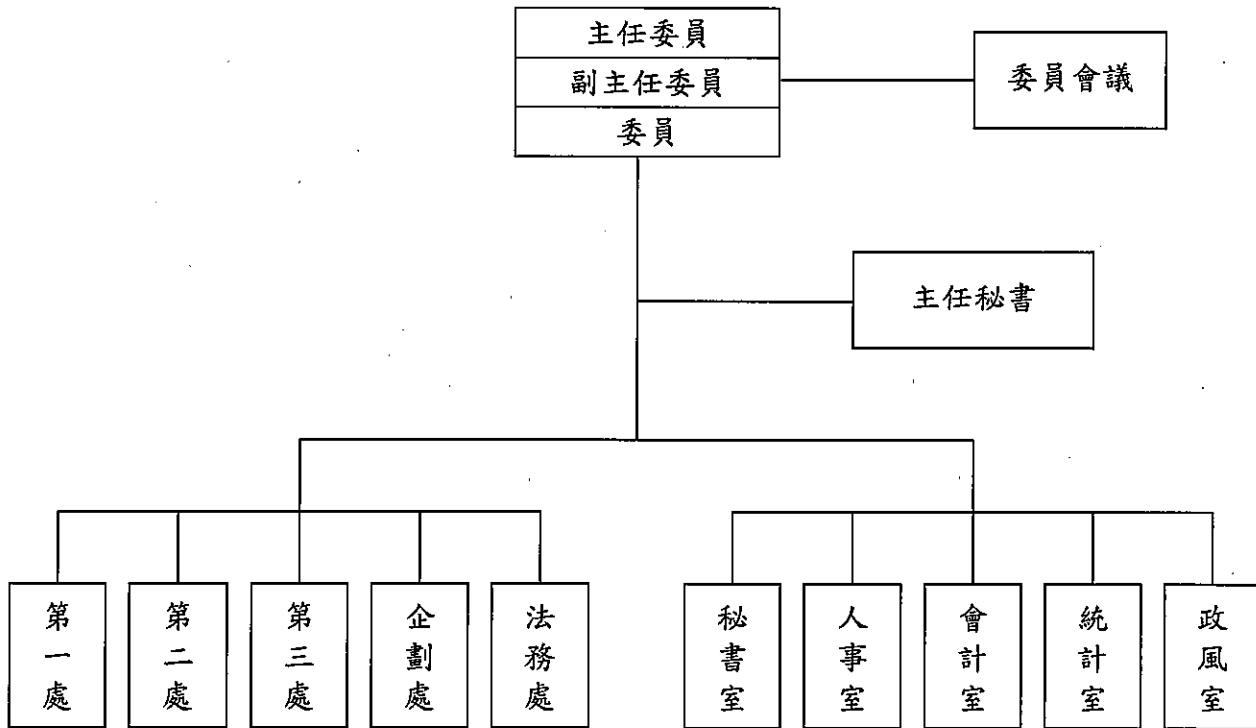 主任委員
副主任委員
委員
委員會議
主任秘書
第一處
第二處
第三處
企劃處
法務處
秘書室
人事室
會計室
統計室
政風室